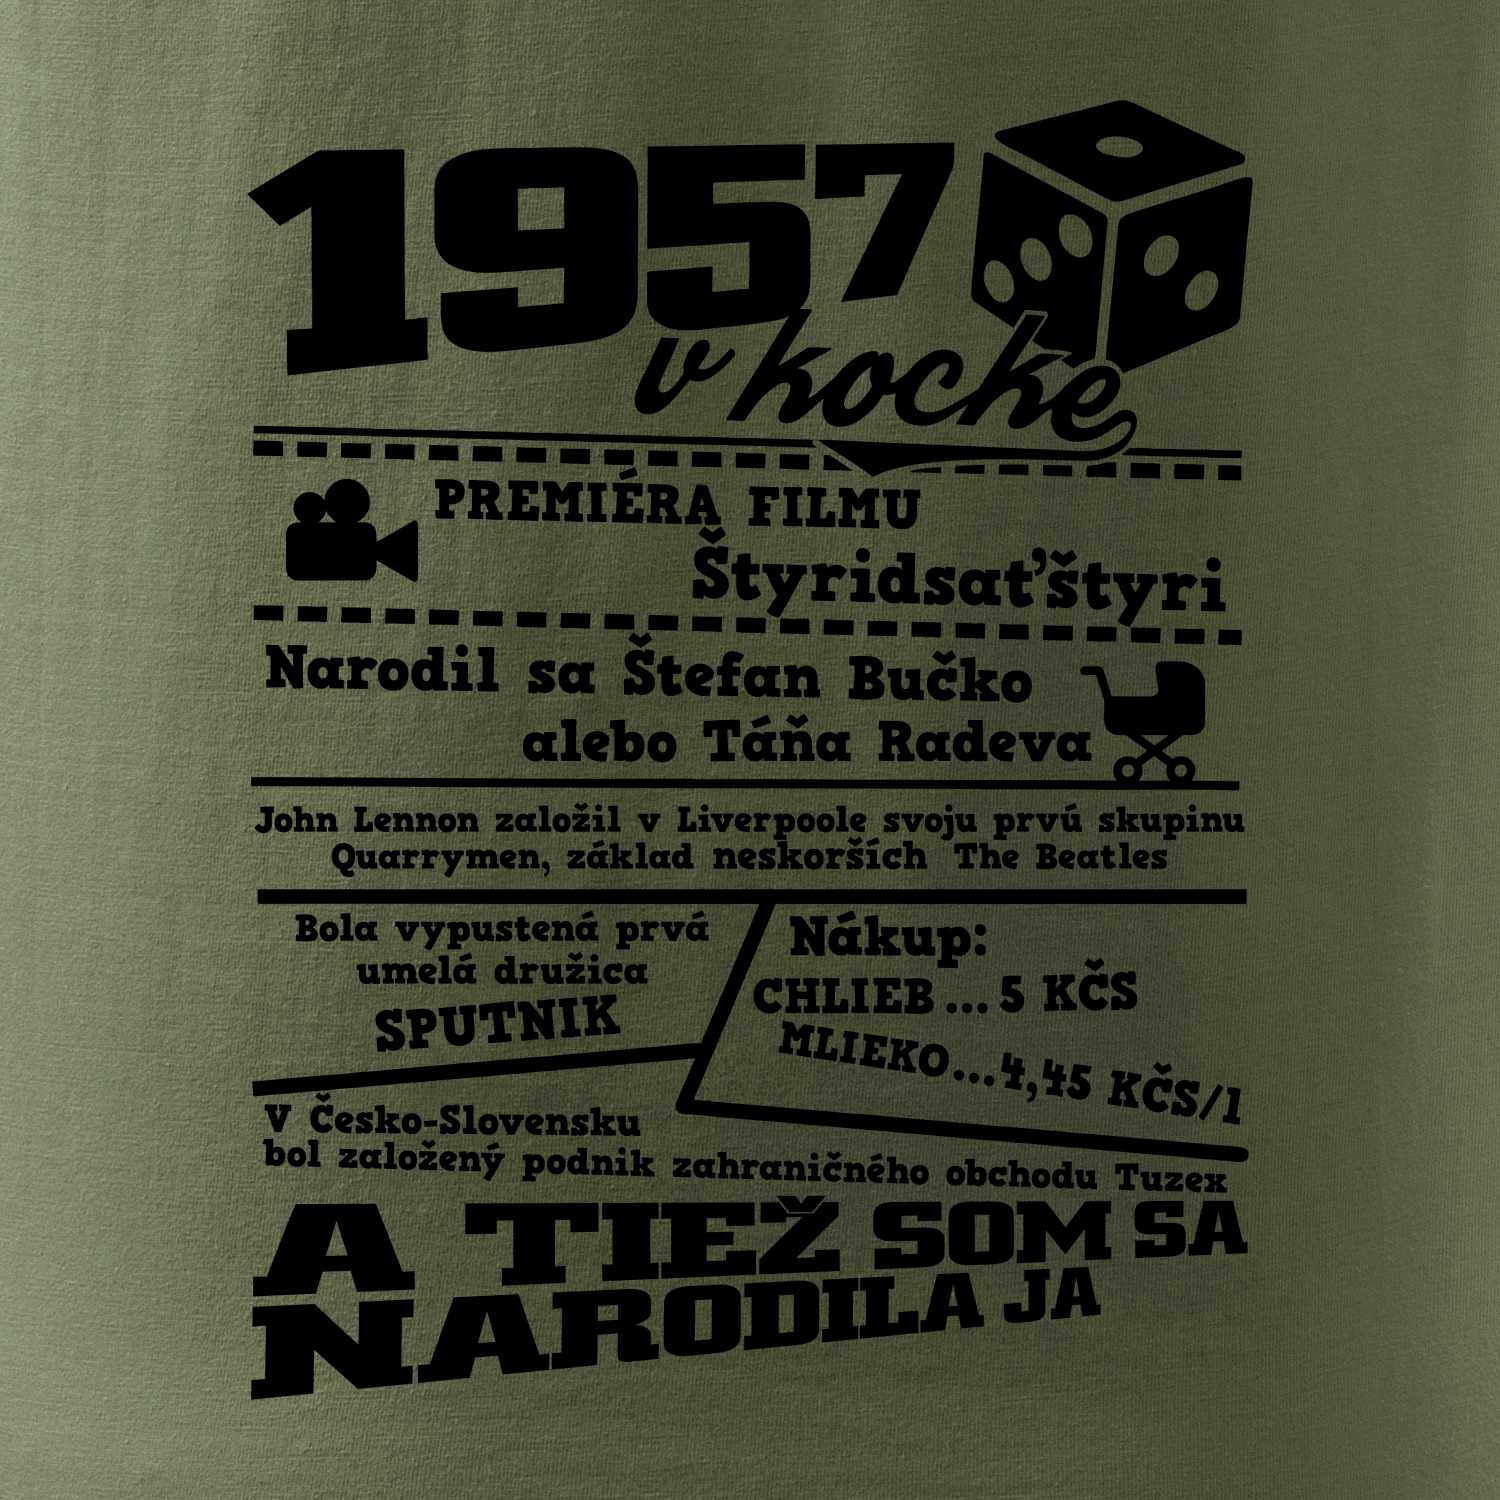 1957
v kocke
PREMIÉRA FILMU
Štyridsaťštyri
Narodil sa Štefan Bučko
alebo Táňa Radeva
John Lennon založil v Liverpoole svoju prvú skupinu
Quarrymen, základ neskorších The Beatles
Bola vypustená prvá
umelá družica
SPUTNIK
Nákup:
CHLIEB ... 5 KČS
MLIEKO...4,45 KČS/l
V Česko-Slovensku
bol založený podnik zahraničného obchodu Tuzex
A TIEŽ SOM SA
NARODILA JA